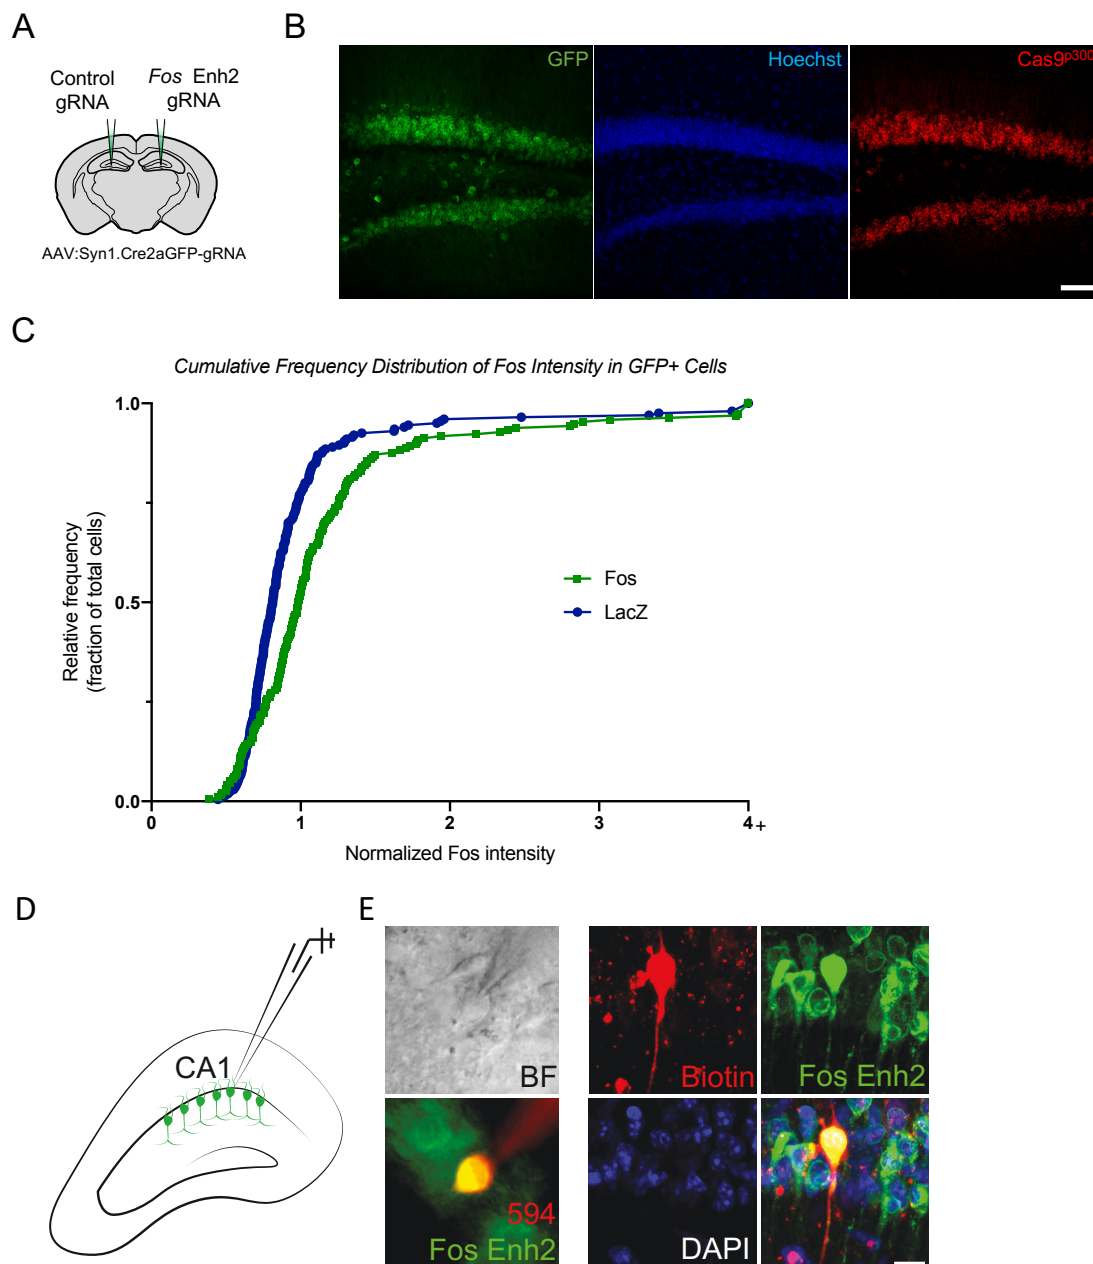 A
Control
gRNA
Fos Enh2
gRNA
AAV:Syn1.Cre2aGFP-gRNA
B
GFP
Hoechst
Cas9p300
C
Cumulative Frequency Distribution of Fos Intensity in GFP+ Cells
Relative frequency
(fraction of total cells)
1.0
0.5
0.0
0
1
2
3
4+
Normalized Fos intensity
Fos
LacZ
D
CA1
E
BF
Biotin
Fos Enh2
594
Fos Enh2
DAPI